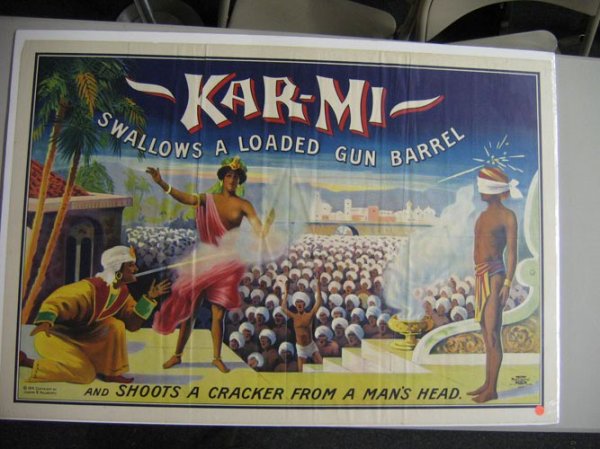 KAR-MI
SWALLOWS A LOADED GUN BARREL
AND SHOOTS A CRACKER FROM A MAN'S HEAD.